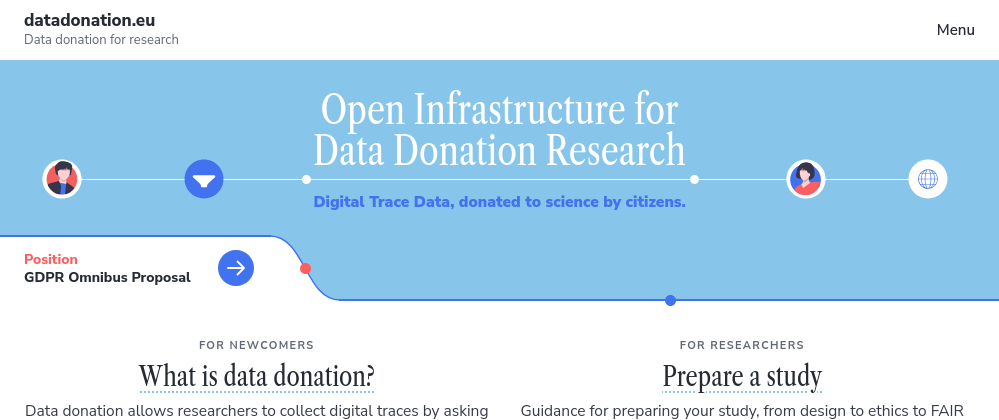 datadonation.eu
Data donation for research
Menu
Open Infrastructure for
Data Donation Research
Digital Trace Data, donated to science by citizens.
Position
GDPR Omnibus Proposal
FOR NEWCOMERS
What is data donation?
Data donation allows researchers to collect digital traces by asking
FOR RESEARCHERS
Prepare a study
Guidance for preparing your study, from design to ethics to FAIR